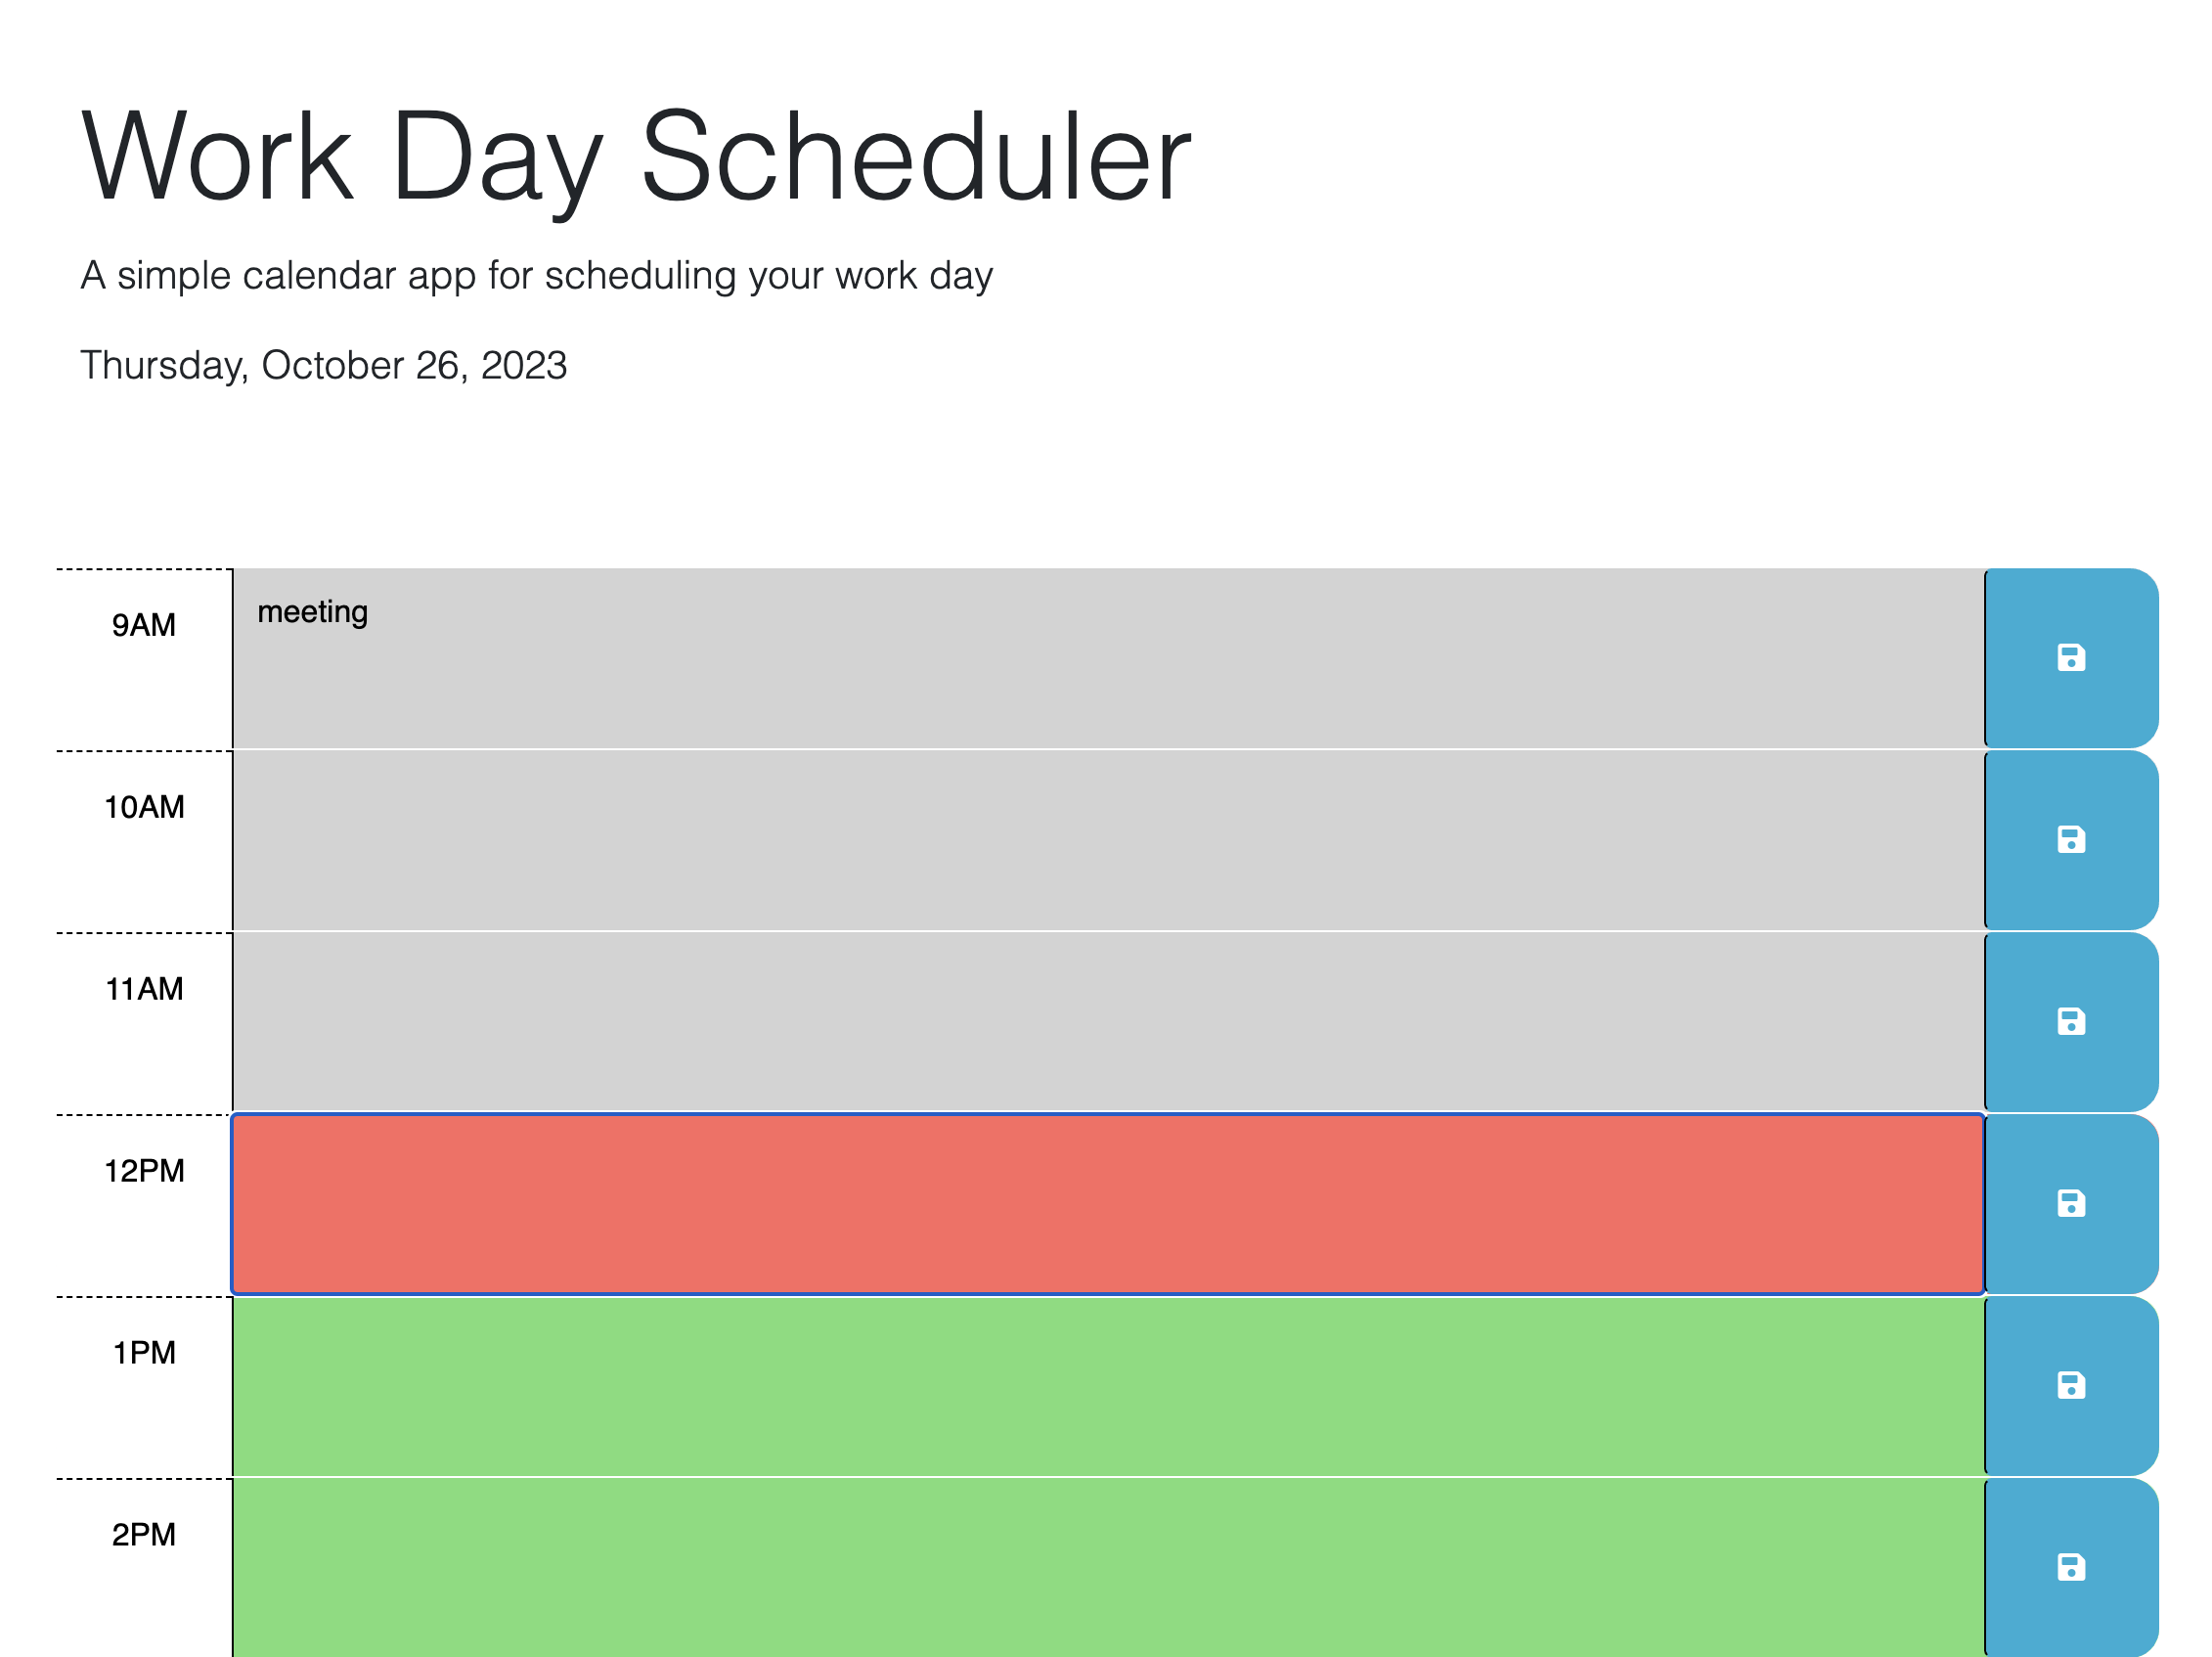 Work Day Scheduler
A simple calendar app for scheduling your work day
Thursday, October 26, 2023
9AM
meeting
10AM
11AM
12PM
1PM
2PM